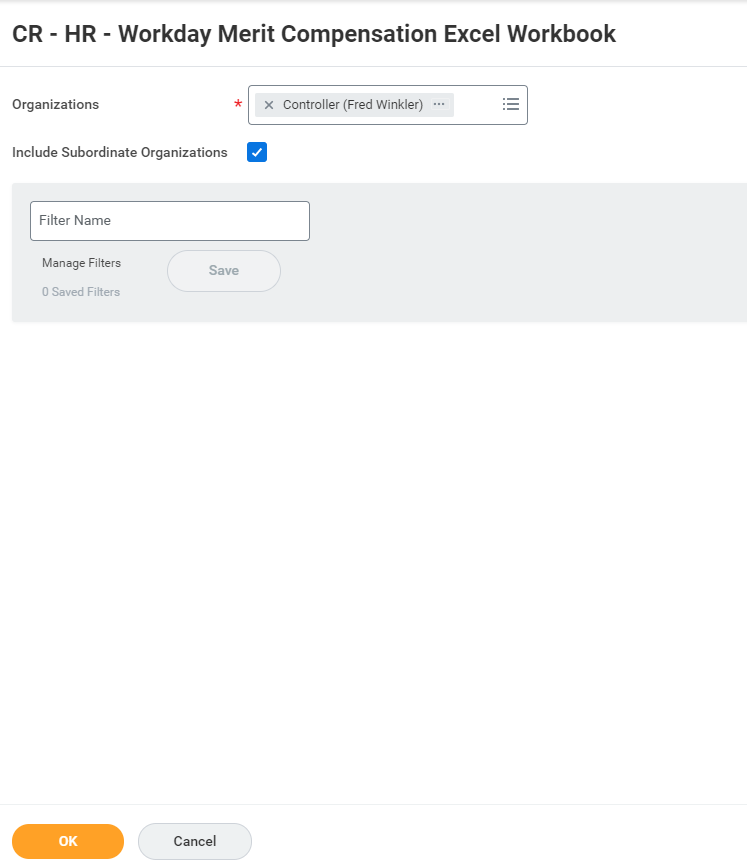 CR - HR - Workday Merit Compensation Excel Workbook
Organizations * × Controller (Fred Winkler) ...
Include Subordinate Organizations
Filter Name
Manage Filters
Save
0 Saved Filters
OK Cancel